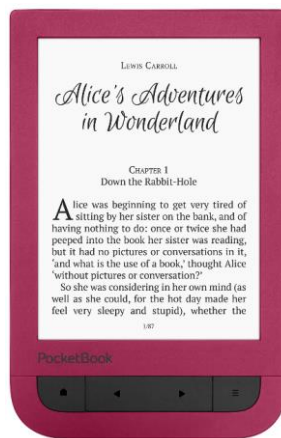 Lewis Carroll
Alice's Adventures
in Wonderland
Chapter 1
Down the Rabbit-Hole
Alice was beginning to get very tired of
sitting by her sister on the bank, and of
having nothing to do: once or twice she had
peeped into the book her sister was reading,
but it had no pictures or conversations in it,
'and what is the use of a book,' thought Alice
'without pictures or conversation?'
So she was considering in her own mind (as
well as she could, for the hot day made her
feel very sleepy and stupid), whether the
1/87
PocketBook